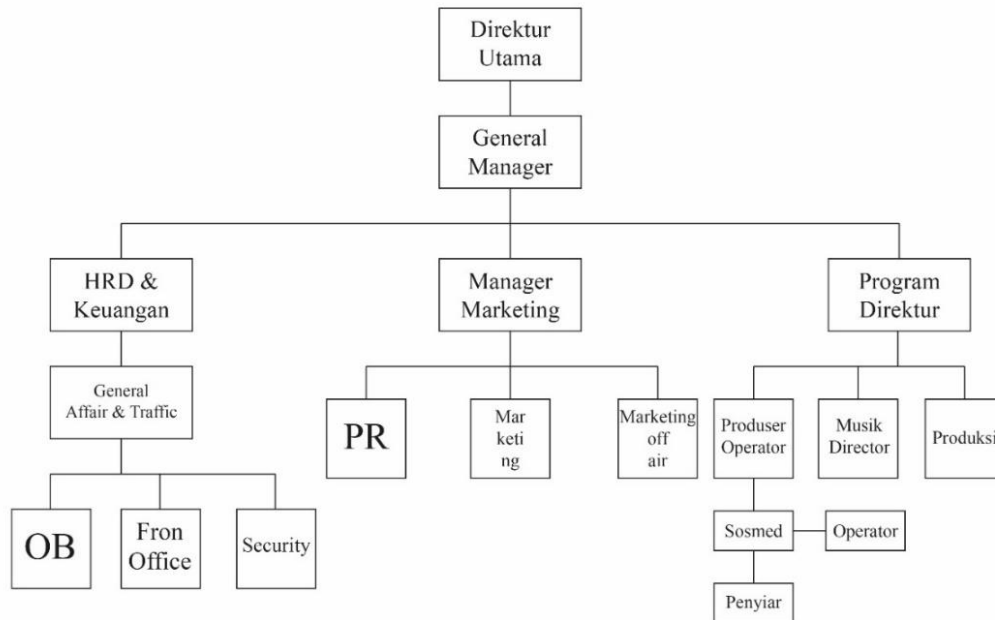 Direktur
Utama
General
Manager
HRD &
Keuangan
Manager
Marketing
Program
Direktur
General
Affair & Traffic
PR
Mar
keti
ng
Marketing
off
air
Produser
Operator
Musik
Director
Produksi
OB
Fron
Office
Security
Sosmed
Operator
Penyiar